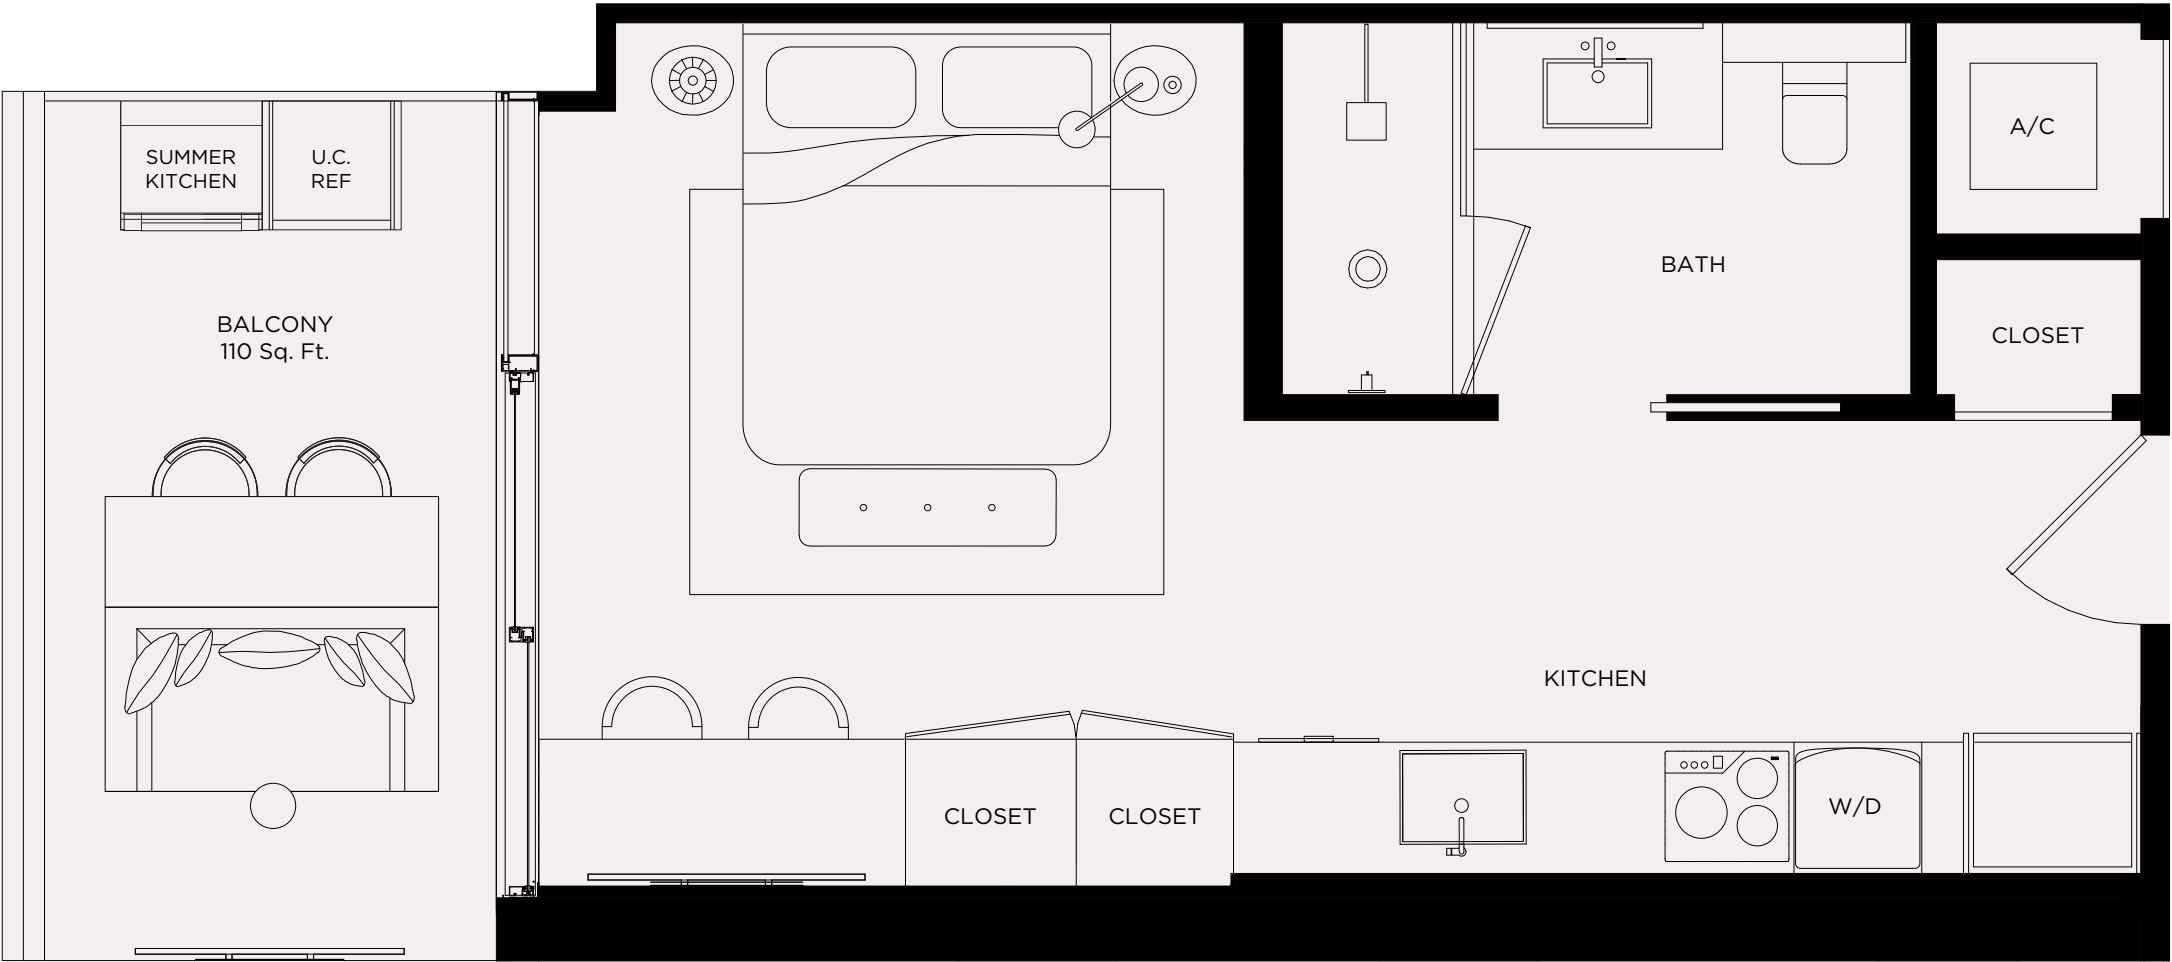 SUMMER
KITCHEN
U.C.
REF
BALCONY
110 Sq. Ft.
A/C
BATH
CLOSET
KITCHEN
CLOSET
CLOSET
W/D